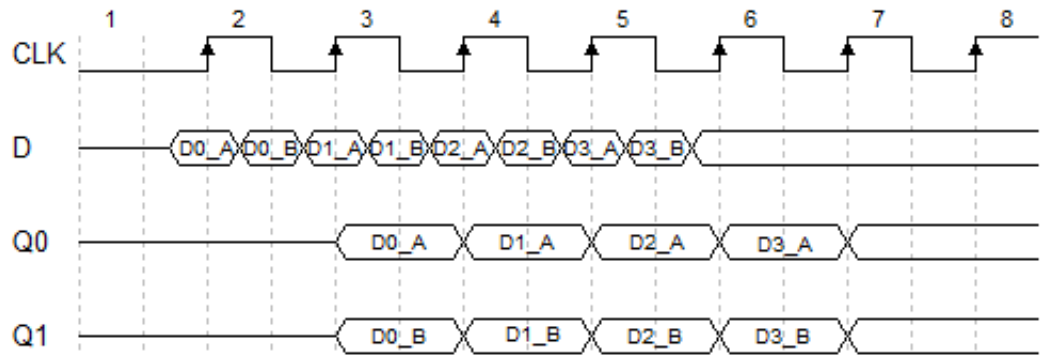 1 2 3 4 5 6 7 8
CLK
D D0_A D0_B D1_A D1_B D2_A D2_B D3_A D3_B
Q0 D0_A D1_A D2_A D3_A
Q1 D0_B D1_B D2_B D3_B